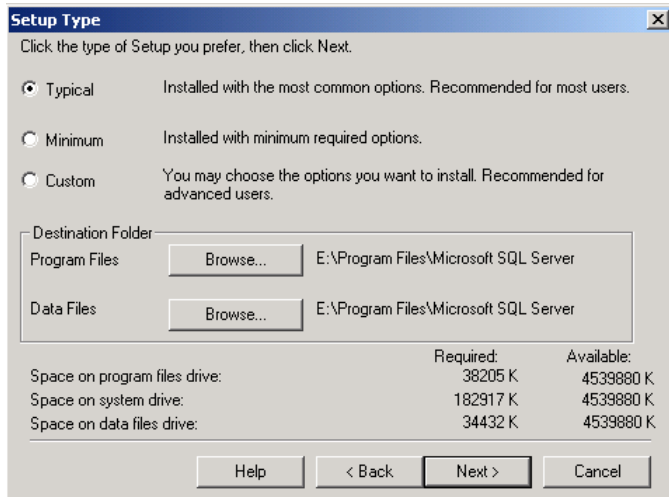 Setup Type
Click the type of Setup you prefer, then click Next.
Typical Installed with the most common options. Recommended for most users.
Minimum Installed with minimum required options.
Custom You may choose the options you want to install. Recommended for
advanced users.
Destination Folder
Program Files Browse... E:\Program Files\Microsoft SQL Server
Data Files Browse... E:\Program Files\Microsoft SQL Server
Required: Available:
Space on program files drive: 38205 K 4539880 K
Space on system drive: 182917 K 4539880 K
Space on data files drive: 34432 K 4539880 K
Help < Back Next > Cancel